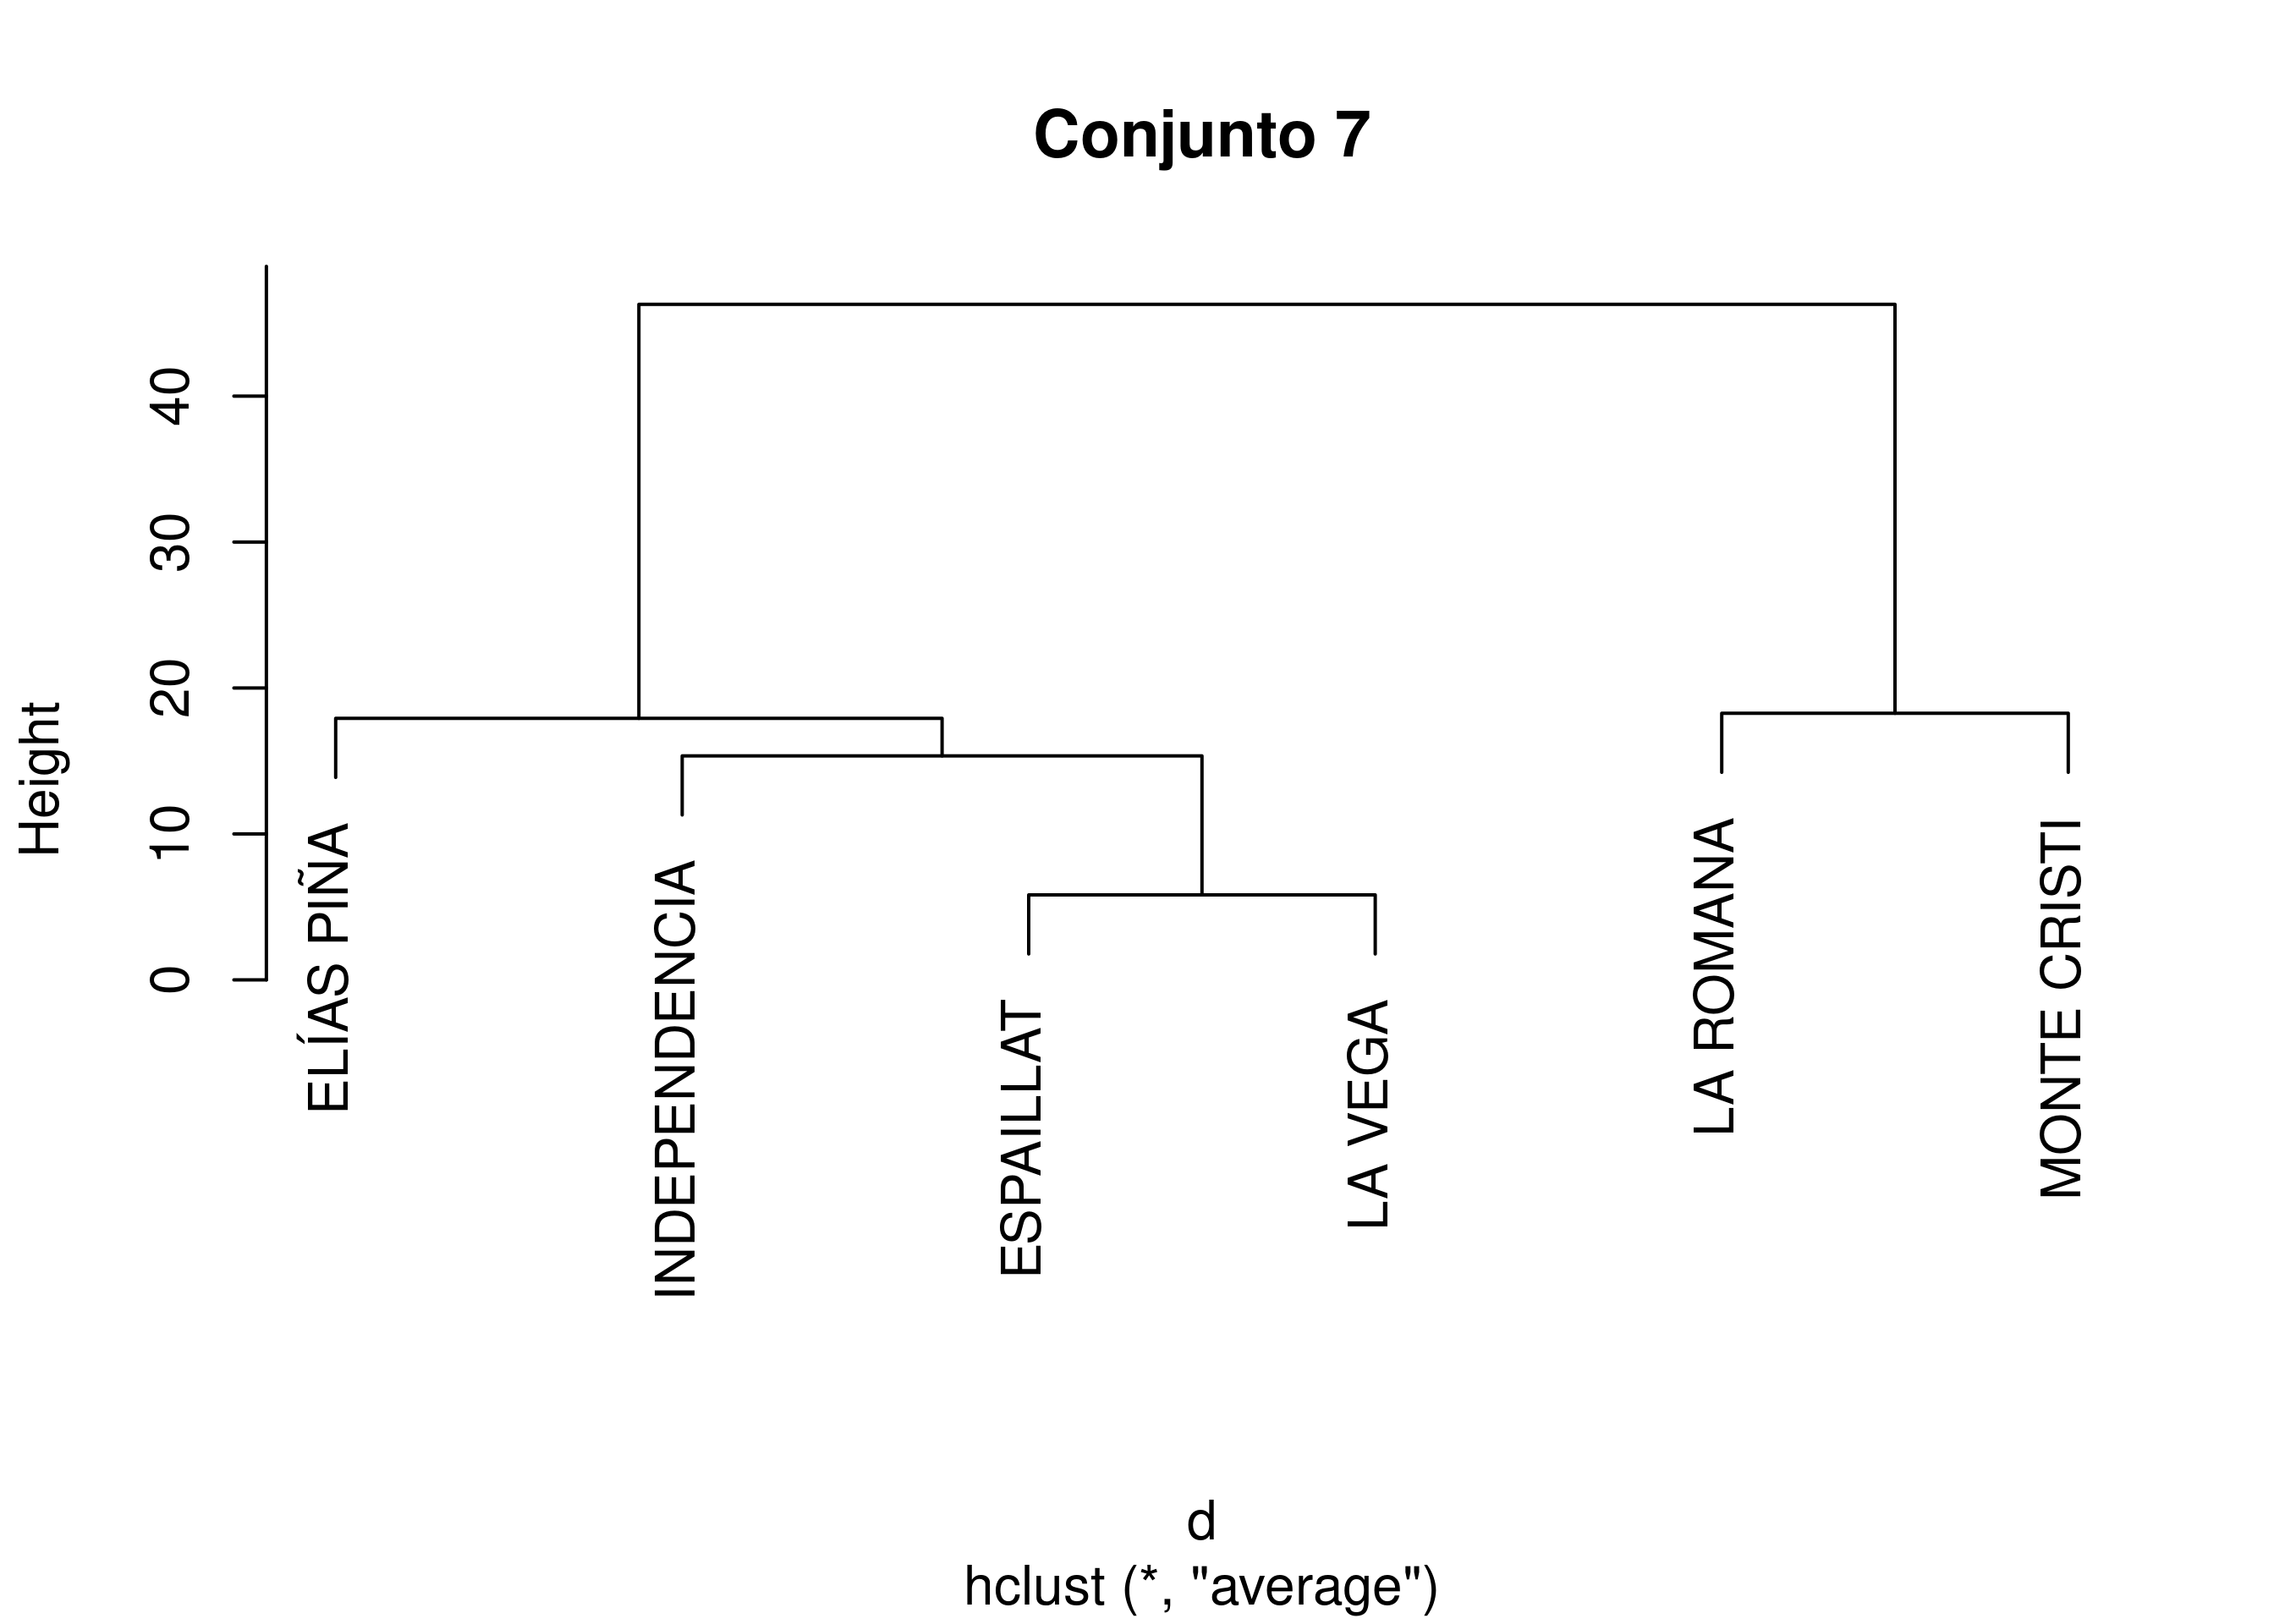 Conjunto 7
Height
40
30
20
10
0
ELÍAS PIÑA
INDEPENDENCIA
ESPAILLAT
LA VEGA
LA ROMANA
MONTE CRISTI
d
hclust (*, "average")